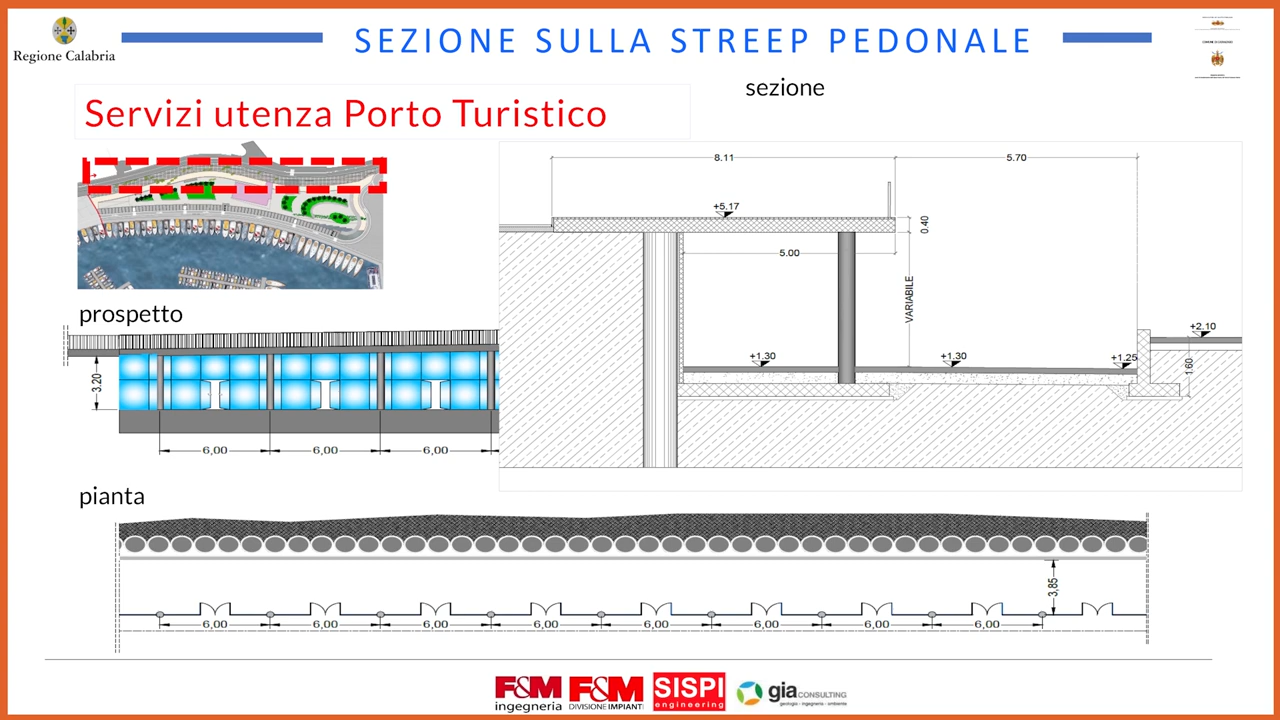 Regione Calabria
SEZIONE SULLA STREEP PEDONALE
Servizi utenza Porto Turistico
sezione
8.11
5.70
+5.17
0.40
5.00
VARIABILE
+1.30
+1.30
+1.25
+2.10
1.60
prospetto
3.20
6,00
6,00
6,00
pianta
3,85
6,00
6,00
6,00
6,00
6,00
6,00
6,00
6,00
F&M
ingegneria
F&M
DIVISIONE IMPIANTI
SISPI
engineering
gia CONSULTING
geologia - ingegneria - ambiente